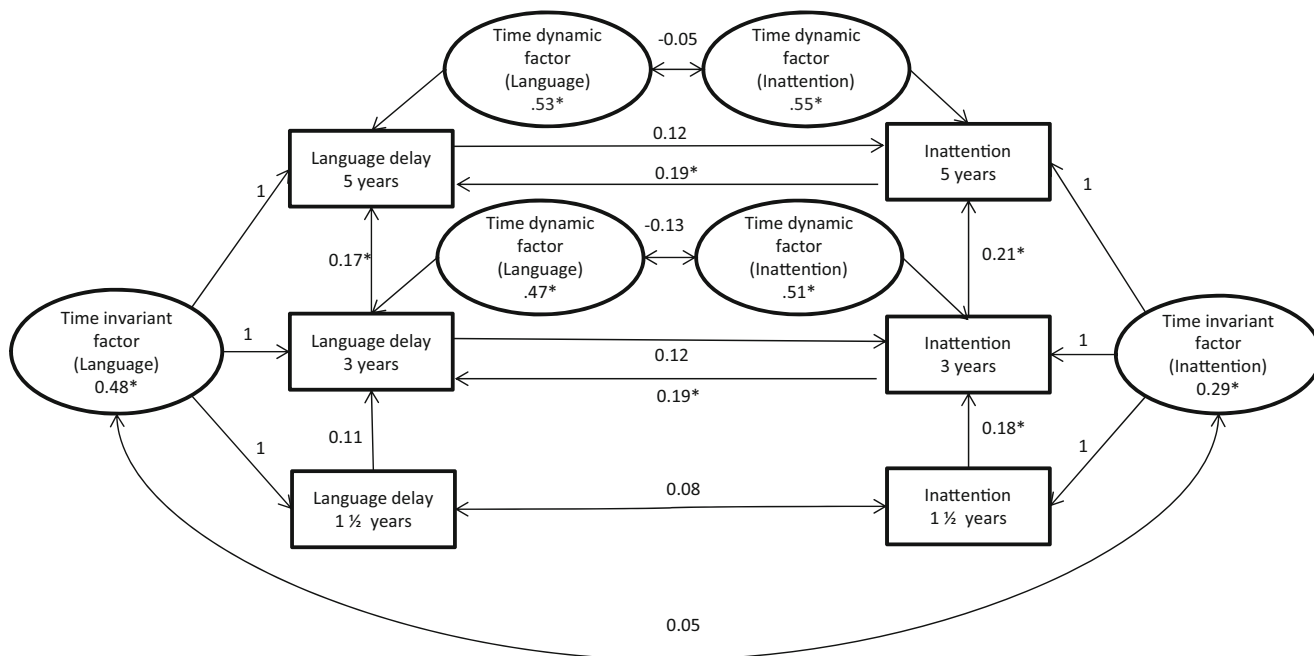 Time dynamic
factor
(Language)
.53*
-0.05
Time dynamic
factor
(Inattention)
.55*
Language delay
5 years
0.12
0.19*
Inattention
5 years
1
1
0.17*
Time dynamic
factor
(Language)
.47*
-0.13
Time dynamic
factor
(Inattention)
.51*
0.21*
Time invariant
factor
(Language)
0.48*
1
Language delay
3 years
0.12
0.19*
Inattention
3 years
1
Time invariant
factor
(Inattention)
0.29*
1
0.11
0.18*
1
Language delay
1 ½ years
0.08
Inattention
1 ½ years
0.05